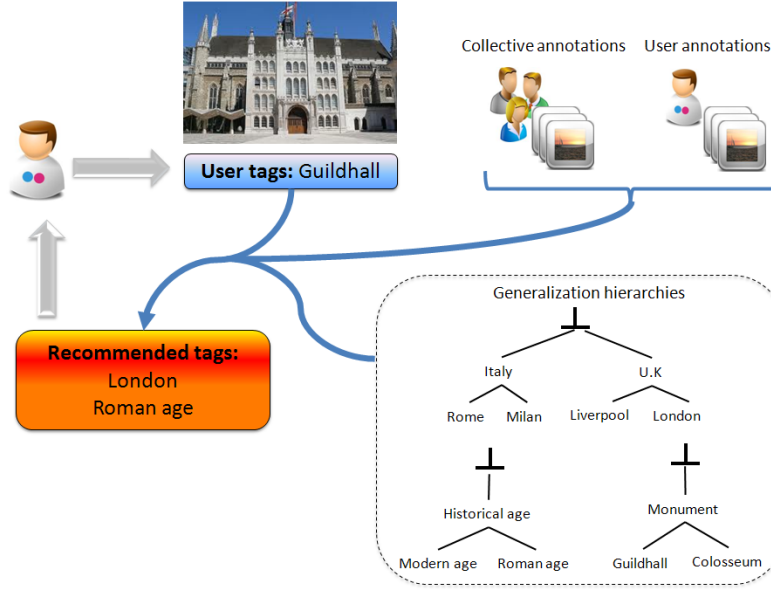 Collective annotations
User annotations
User tags: Guildhall
Generalization hierarchies
Recommended tags:
London
Roman age
Italy
U.K
Rome
Milan
Liverpool
London
Historical age
Monument
Modern age
Roman age
Guildhall
Colosseum